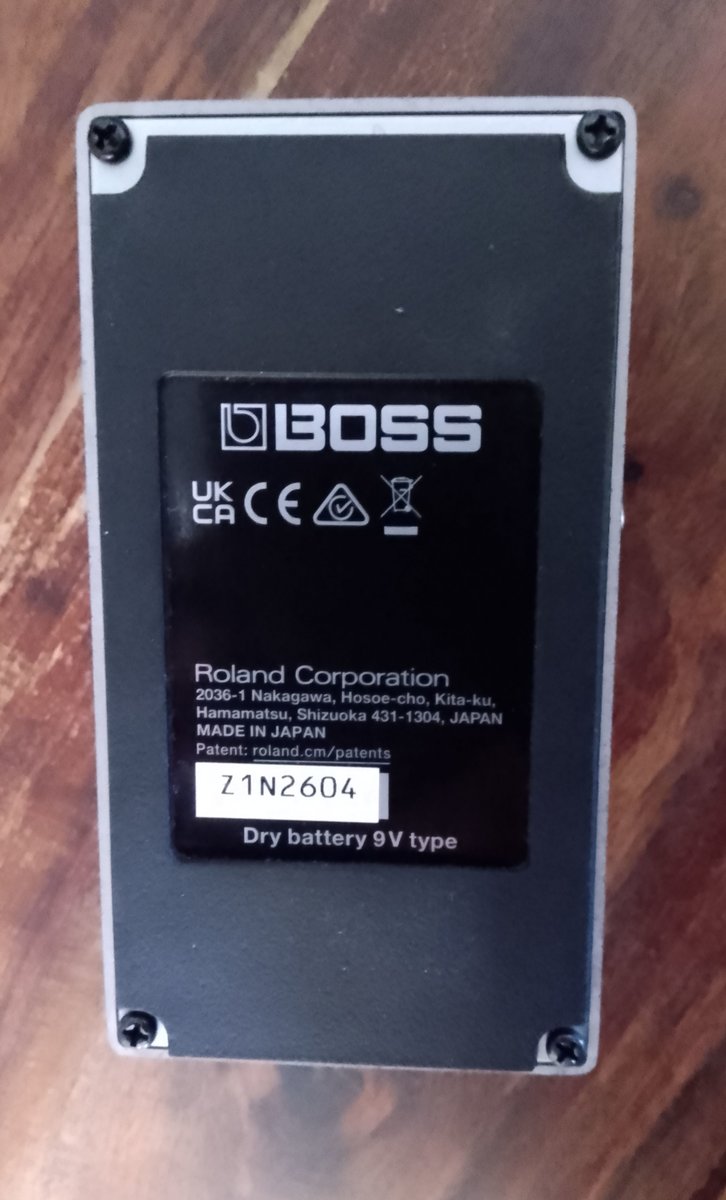 BOSS
UK
CA CE
Roland Corporation
2036-1 Nakagawa, Hosoe-cho, Kita-ku,
Hamamatsu, Shizuoka 431-1304, JAPAN
MADE IN JAPAN
Patent: roland.cm/patents
Z1N2604
Dry battery 9V type